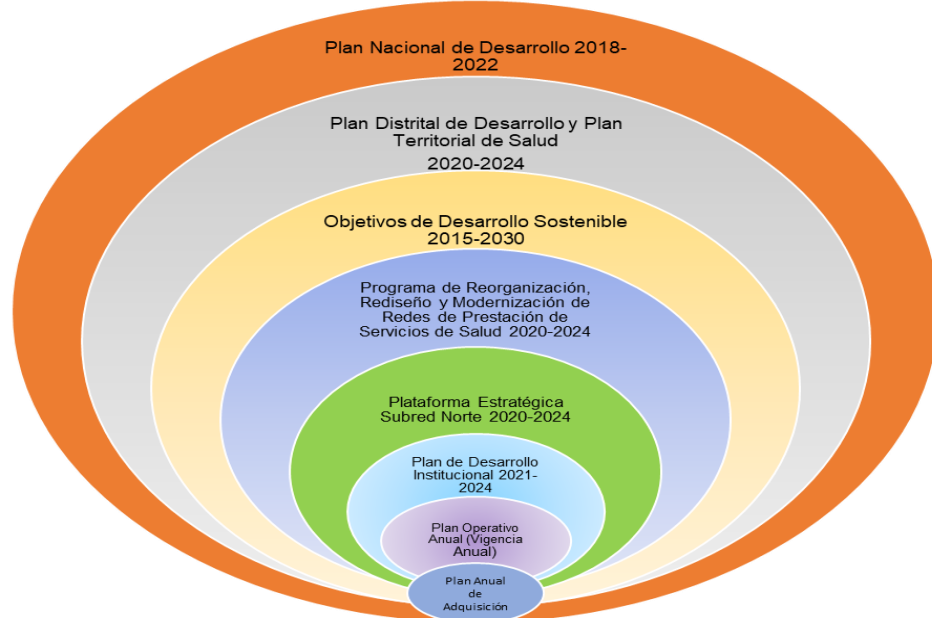 Plan Nacional de Desarrollo 2018-
2022
Plan Distrital de Desarrollo y Plan
Territorial de Salud
2020-2024
Objetivos de Desarrollo Sostenible
2015-2030
Programa de Reorganización,
Rediseño y Modernización de
Redes de Prestación de
Servicios de Salud 2020-2024
Plataforma Estratégica
Subred Norte 2020-2024
Plan de Desarrollo
Institucional 2021-
2024
Plan Operativo
Anual (Vigencia
Anual)
Plan Anual
de
Adquisición